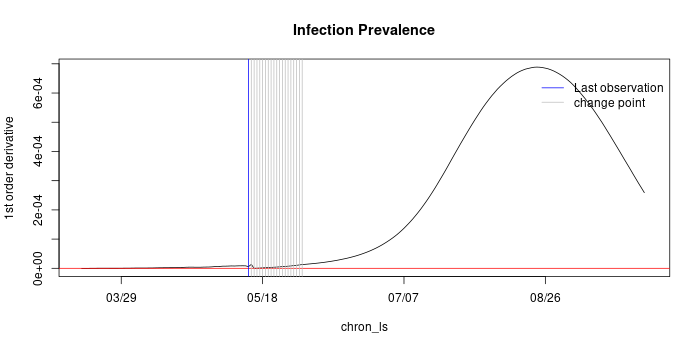 Infection Prevalence
1st order derivative
6e-04
4e-04
2e-04
0e+00
Last observation
change point
03/29
05/18
07/07
08/26
chron_ls